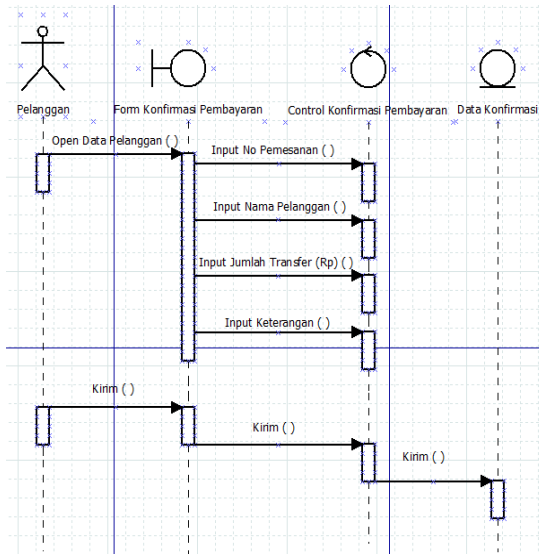 Pelanggan
Form Konfirmasi Pembayaran
Control Konfirmasi Pembayaran
Data Konfirmasi
Open Data Pelanggan ( )
Input No Pemesanan ( )
Input Nama Pelanggan ( )
Input Jumlah Transfer (Rp) ( )
Input Keterangan ( )
Kirim ( )
Kirim ( )
Kirim ( )